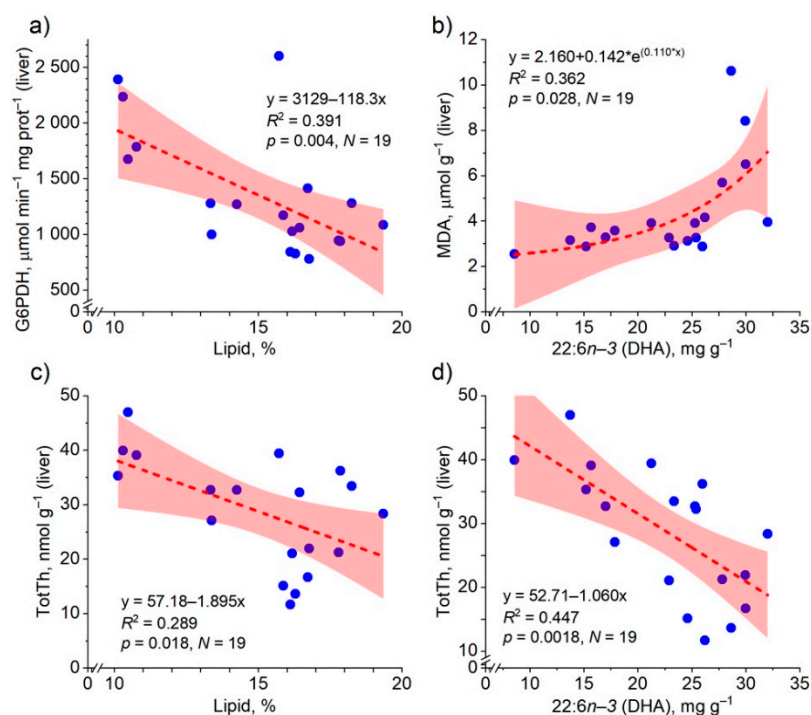 a)
2 500
2 000
1 500
1 000
500
0
G6PDH, μmol min⁻¹ mg prot⁻¹ (liver)
y = 3129–118.3x
R² = 0.391
p = 0.004, N = 19
0 10 15 20
Lipid, %
b)
12
10
8
6
4
2
0
MDA, μmol g⁻¹ (liver)
y = 2.160+0.142*e^(0.110*x)
R² = 0.362
p = 0.028, N = 19
0 10 15 20 25 30 35
22:6n–3 (DHA), mg g⁻¹
c)
50
40
30
20
10
0
TotTh, nmol g⁻¹ (liver)
y = 57.18–1.895x
R² = 0.289
p = 0.018, N = 19
0 10 15 20
Lipid, %
d)
50
40
30
20
10
0
TotTh, nmol g⁻¹ (liver)
y = 52.71–1.060x
R² = 0.447
p = 0.0018, N = 19
0 10 15 20 25 30 35
22:6n–3 (DHA), mg g⁻¹